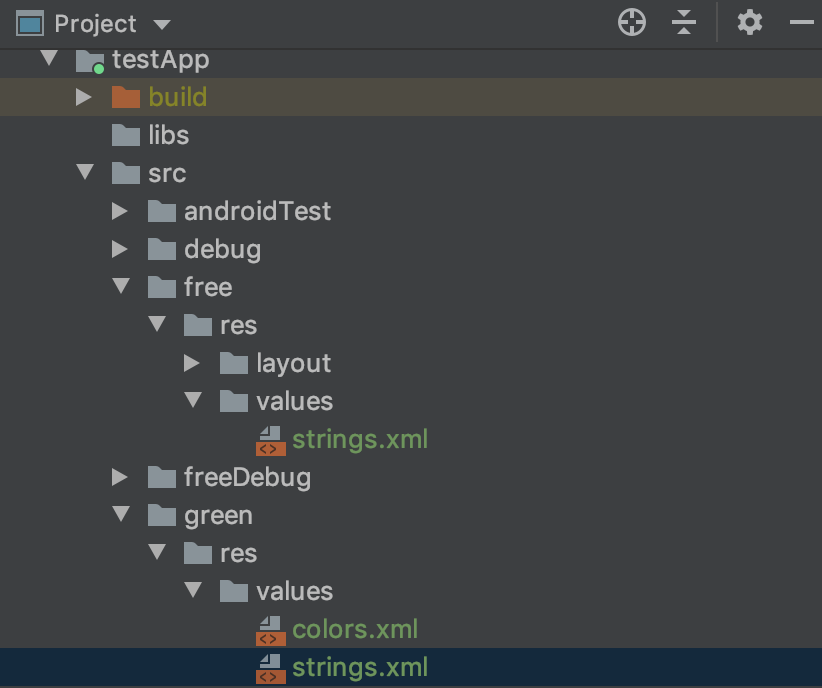 Project
testApp
build
libs
src
androidTest
debug
free
res
layout
values
strings.xml
freeDebug
green
res
values
colors.xml
strings.xml